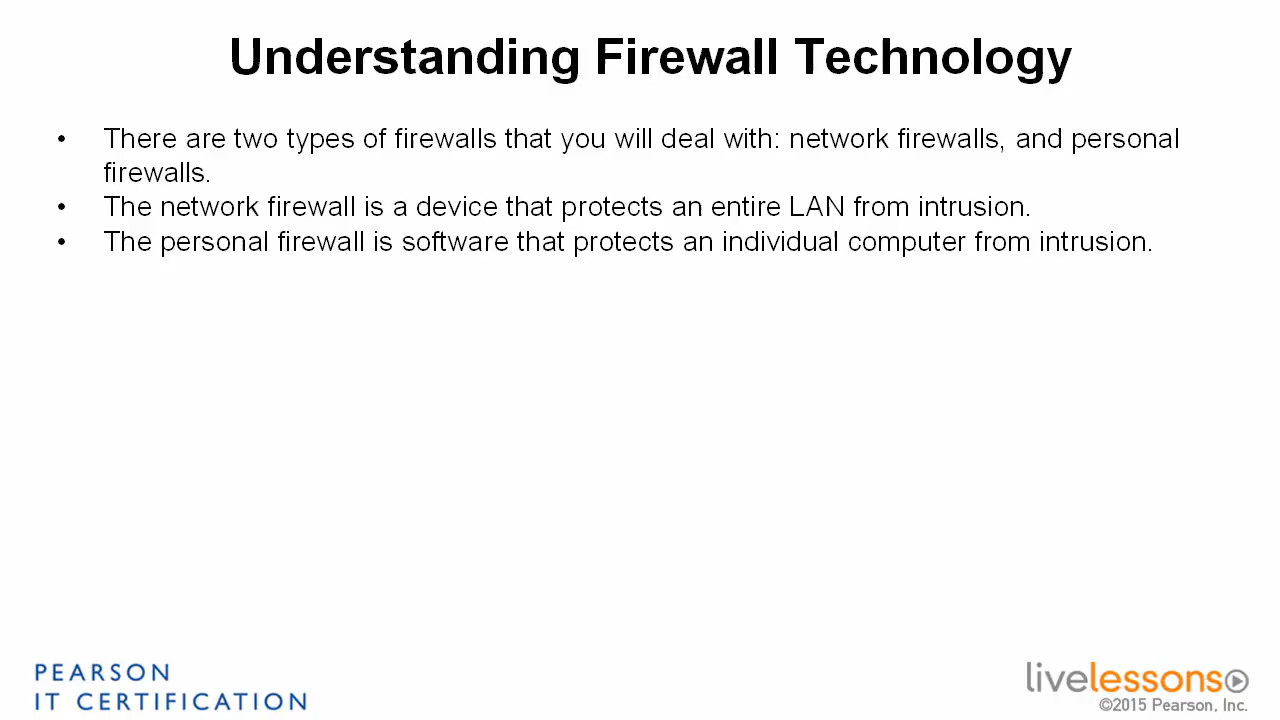 Understanding Firewall Technology
• There are two types of firewalls that you will deal with: network firewalls, and personal
firewalls.
• The network firewall is a device that protects an entire LAN from intrusion.
• The personal firewall is software that protects an individual computer from intrusion.
PEARSON
IT CERTIFICATION
livelessons
©2015 Pearson, Inc.